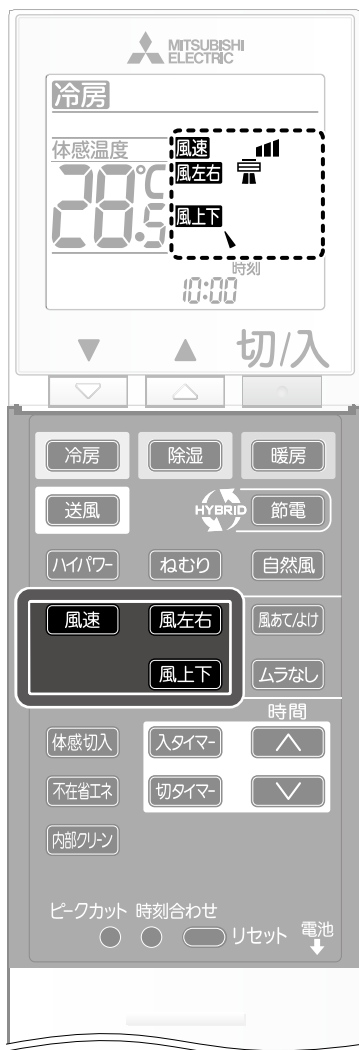 MITSUBISHI
ELECTRIC
冷房
体感温度
風速
風左右
28.5℃
風上下
時刻
10:00
切/入
冷房 除湿 暖房
送風 HYBRID 節電
ハイパワー ねむり 自然風
風速 風左右 風あて/よけ
風上下 ムラなし
時間
体感切入 入タイマー
不在省エネ 切タイマー
内部クリーン
ピークカット 時刻合わせ リセット 電池